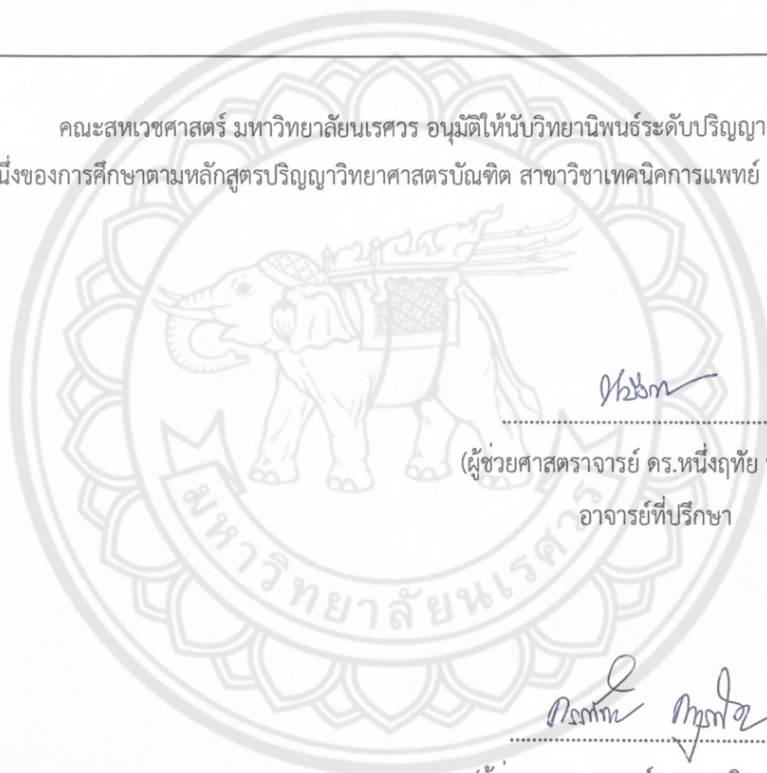 คณะสหเวชศาสตร์ มหาวิทยาลัยนเรศวร อนุมัติให้นับวิทยานิพนธ์ระดับปริญญา
นึ่งของการศึกษาตามหลักสูตรปริญญาวิทยาศาสตรบัณฑิต สาขาวิชาเทคนิคการแพทย์
(ผู้ช่วยศาสตราจารย์ ดร.หนึ่งฤทัย
อาจารย์ที่ปรึกษา
มหาวิทยาลัยนเรศวร